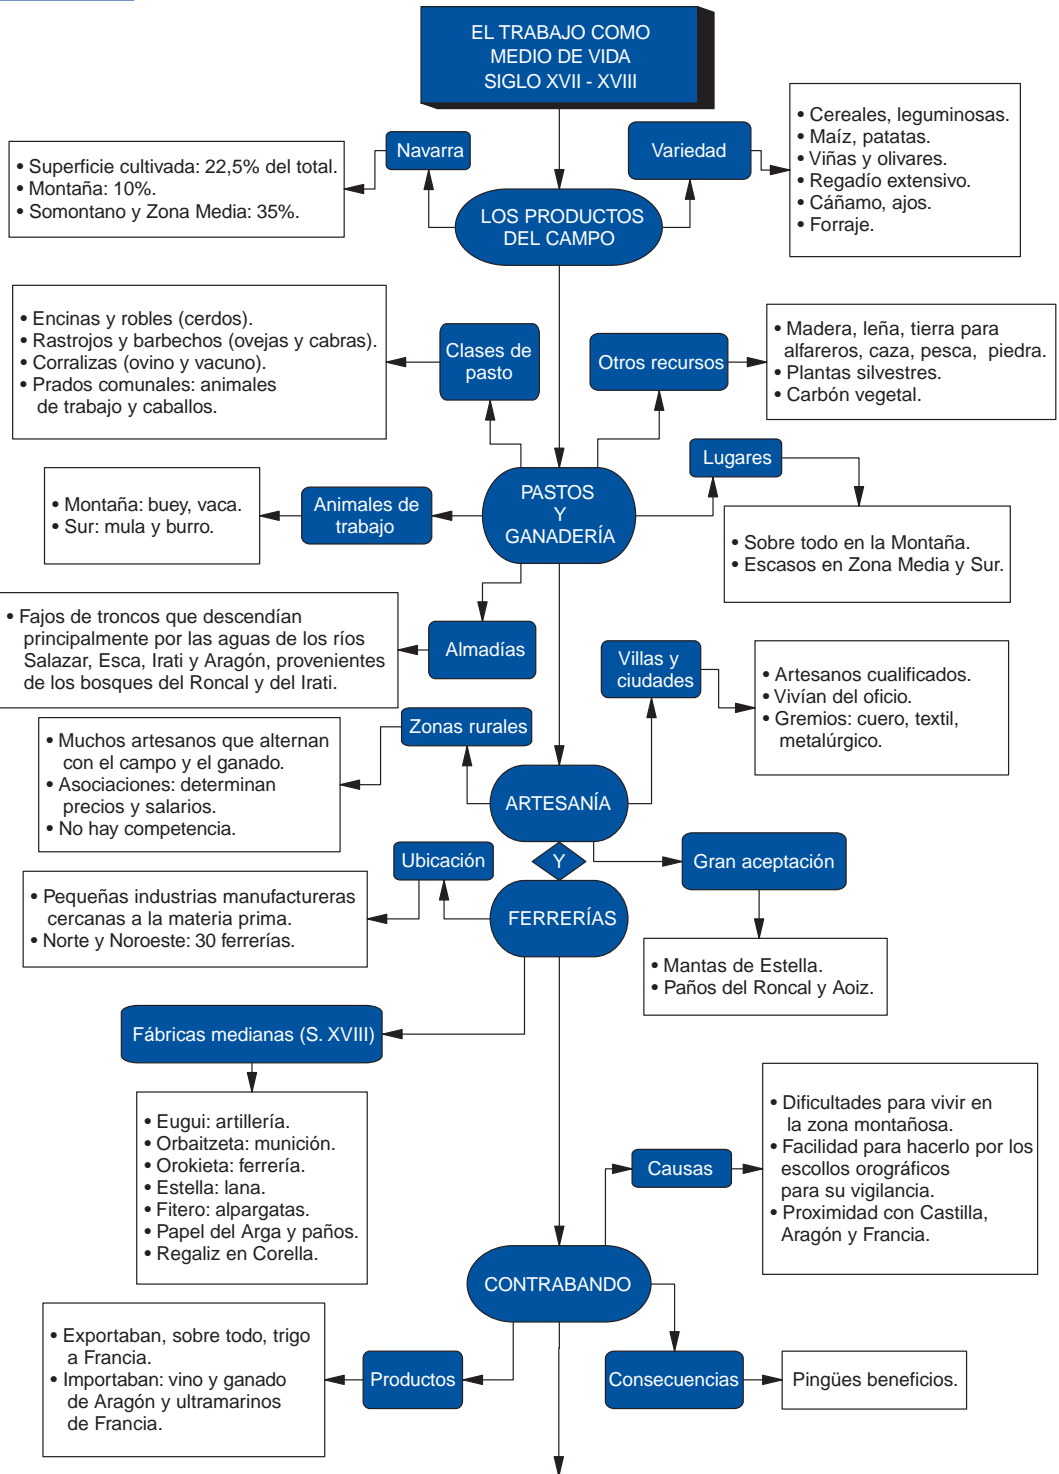 EL TRABAJO COMO
MEDIO DE VIDA
SIGLO XVII - XVIII
Navarra
• Superficie cultivada: 22,5% del total.
• Montaña: 10%.
• Somontano y Zona Media: 35%.
Variedad
• Cereales, leguminosas.
• Maíz, patatas.
• Viñas y olivares.
• Regadío extensivo.
• Cáñamo, ajos.
• Forraje.
LOS PRODUCTOS
DEL CAMPO
• Encinas y robles (cerdos).
• Rastrojos y barbechos (ovejas y cabras).
• Corralizas (ovino y vacuno).
• Prados comunales: animales
de trabajo y caballos.
Clases de
pasto
Otros recursos
• Madera, leña, tierra para
alfareros, caza, pesca, piedra.
• Plantas silvestres.
• Carbón vegetal.
Lugares
• Montaña: buey, vaca.
• Sur: mula y burro.
Animales de
trabajo
PASTOS
Y
GANADERÍA
• Sobre todo en la Montaña.
• Escasos en Zona Media y Sur.
• Fajos de troncos que descendían
principalmente por las aguas de los ríos
Salazar, Esca, Irati y Aragón, provenientes
de los bosques del Roncal y del Irati.
Almadías
Villas y
ciudades
• Artesanos cualificados.
• Vivían del oficio.
• Gremios: cuero, textil,
metalúrgico.
Zonas rurales
• Muchos artesanos que alternan
con el campo y el ganado.
• Asociaciones: determinan
precios y salarios.
• No hay competencia.
ARTESANÍA
Y
FERRERÍAS
Ubicación
• Pequeñas industrias manufactureras
cercanas a la materia prima.
• Norte y Noroeste: 30 ferrerías.
Gran aceptación
• Mantas de Estella.
• Paños del Roncal y Aoiz.
Fábricas medianas (S. XVIII)
• Eugui: artillería.
• Orbaitzeta: munición.
• Orokieta: ferrería.
• Estella: lana.
• Fitero: alpargatas.
• Papel del Arga y paños.
• Regaliz en Corella.
Causas
• Dificultades para vivir en
la zona montañosa.
• Facilidad para hacerlo por los
escollos orográficos
para su vigilancia.
• Proximidad con Castilla,
Aragón y Francia.
CONTRABANDO
• Exportaban, sobre todo, trigo
a Francia.
• Importaban: vino y ganado
de Aragón y ultramarinos
de Francia.
Productos
Consecuencias
Pingües beneficios.